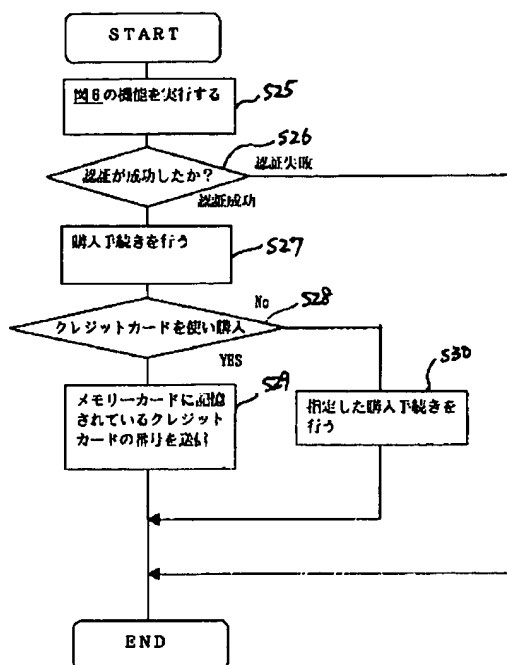 START
図6の機能を実行する
S25
S26
認証が成功したか?
認証失敗
認証成功
購入手続きを行う
S27
S28
No
クレジットカードを使い購入
YES
S29
S30
メモリーカードに記憶
されているクレジット
カードの番号を送信
指定した購入手続きを
行う
END